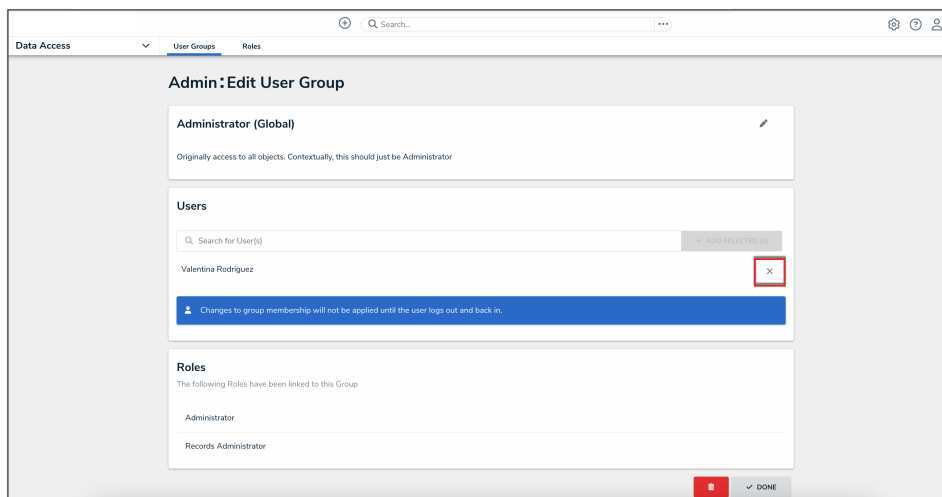 Search...
Data Access
User Groups
Roles
Admin:Edit User Group
Administrator (Global)
Originally access to all objects. Contextually, this should just be Administrator
Users
Search for User(s)
+ ADD SELECTED (0)
Valentina Rodriguez
Changes to group membership will not be applied until the user logs out and back in.
Roles
The following Roles have been linked to this Group
Administrator
Records Administrator
DONE